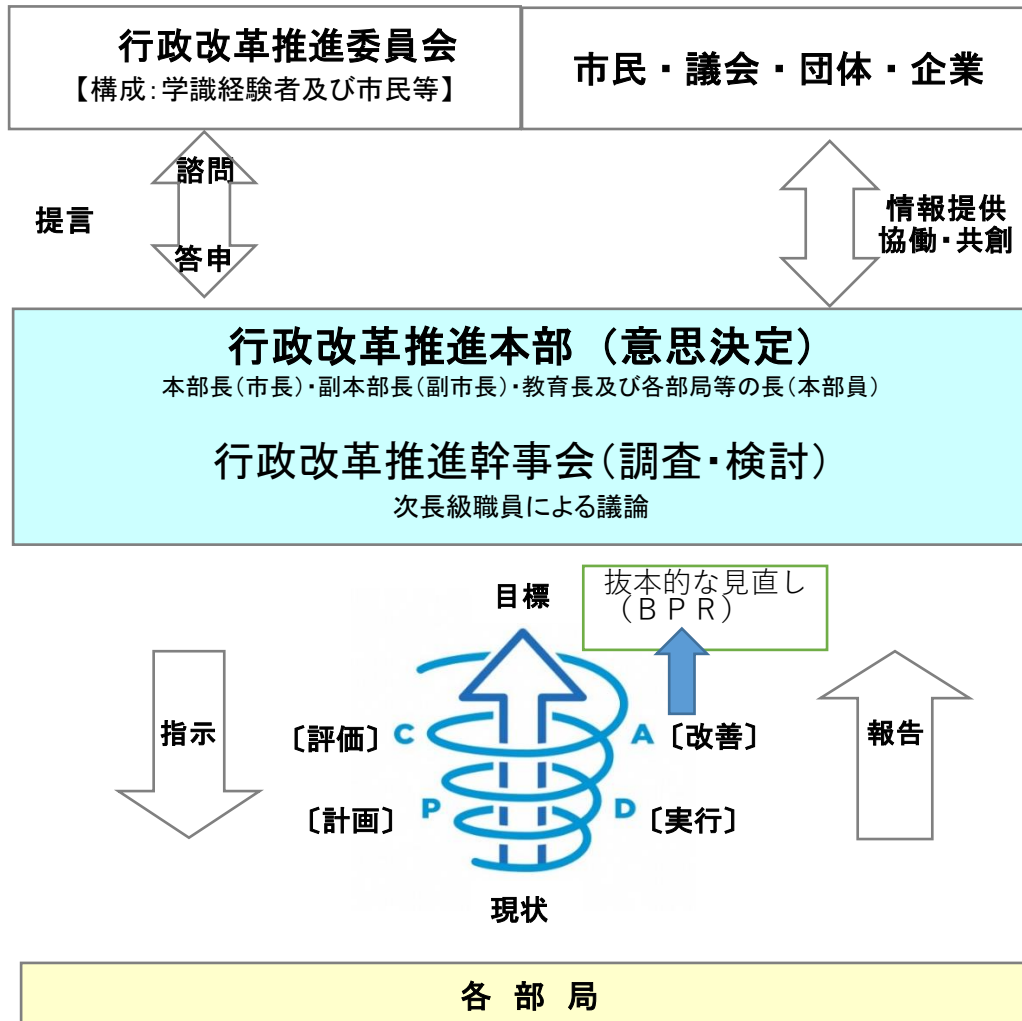 行政改革推進委員会
【構成:学識経験者及び市民等】
市民・議会・団体・企業
諮問
提言
答申
情報提供
協働・共創
行政改革推進本部（意思決定）
本部長(市長)・副本部長(副市長)・教育長及び各部局等の長(本部員)
行政改革推進幹事会(調査・検討)
次長級職員による議論
目標
抜本的な見直し
（ＢＰＲ）
指示
〔評価〕 C
A 〔改善〕
報告
〔計画〕 P
D 〔実行〕
現状
各 部 局